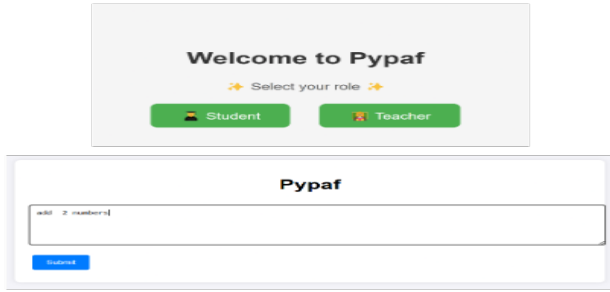 Welcome to Pypaf
✨ Select your role ✨
Student
Teacher
Pypaf
add 2 numbers
Submit